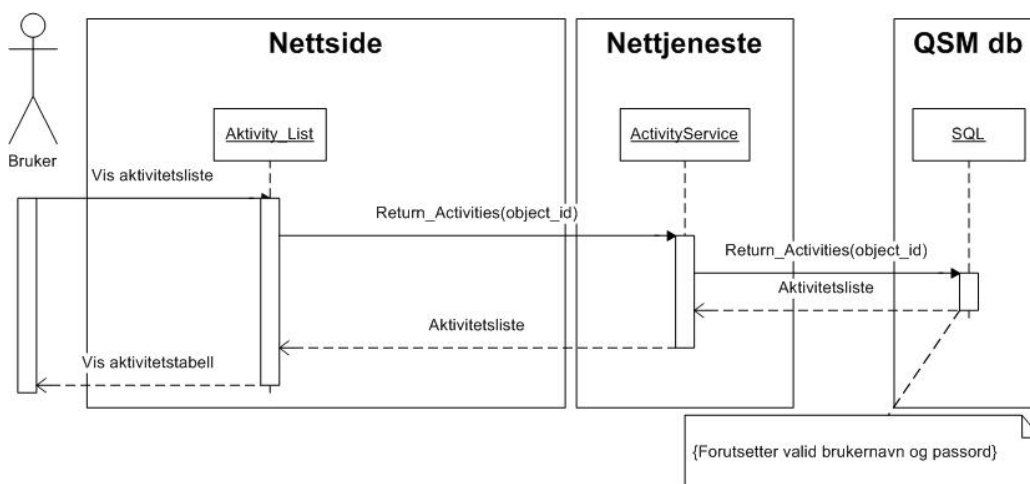 Nettside
Nettjeneste
QSM db
Bruker
Aktivity_List
ActivityService
SQL
Vis aktivitetsliste
Return_Activities(object_id)
Return_Activities(object_id)
Aktivitetsliste
Aktivitetsliste
Vis aktivitetstabell
{Forutsetter valid brukernavn og passord}